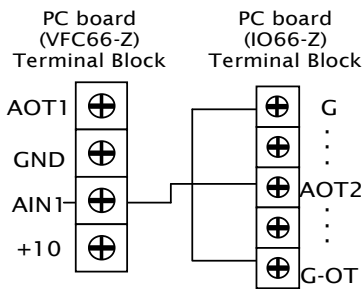 PC board
(VFC66-Z)
Terminal Block
AOT1
GND
AIN1
+10
PC board
(IO66-Z)
Terminal Block
G
AOT2
G-OT